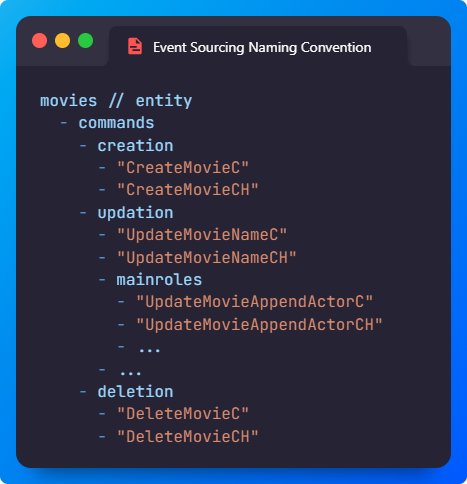 Event Sourcing Naming Convention
movies // entity
- commands
- creation
- "CreateMovieC"
- "CreateMovieCH"
- updation
- "UpdateMovieNameC"
- "UpdateMovieNameCH"
- mainroles
- "UpdateMovieAppendActorC"
- "UpdateMovieAppendActorCH"
- ...
- ...
- deletion
- "DeleteMovieC"
- "DeleteMovieCH"